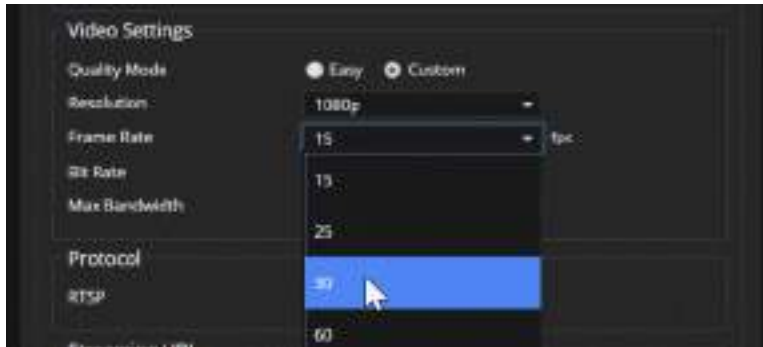 Video Settings
Quality Mode Easy Custom
Resolution 1080p
Frame Rate 15 fps
Bit Rate
15
Max Bandwidth
25
Protocol
30
RTSP
60